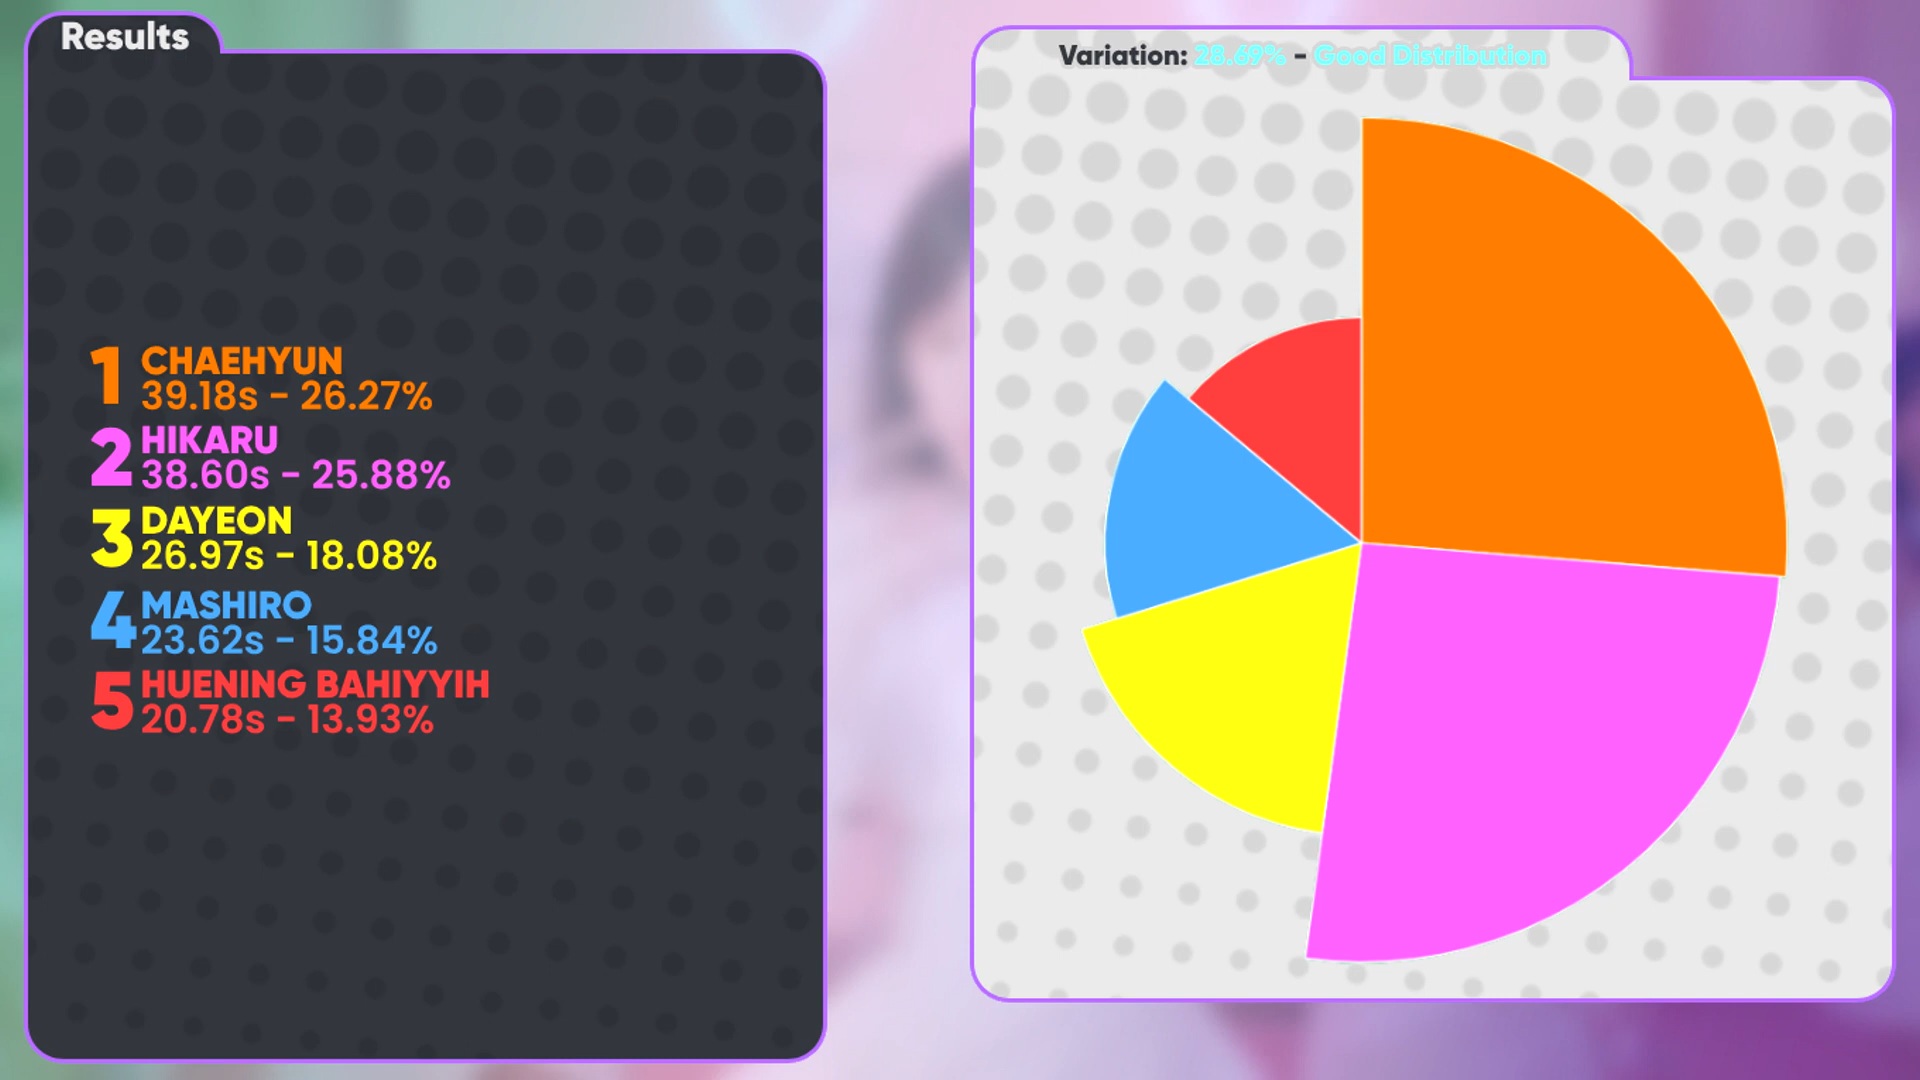 Results
1 CHAEHYUN
39.18s - 26.27%
2 HIKARU
38.60s - 25.88%
3 DAYEON
26.97s - 18.08%
4 MASHIRO
23.62s - 15.84%
5 HUENING BAHIYYIH
20.78s - 13.93%
Variation: 28.69% - Good Distribution